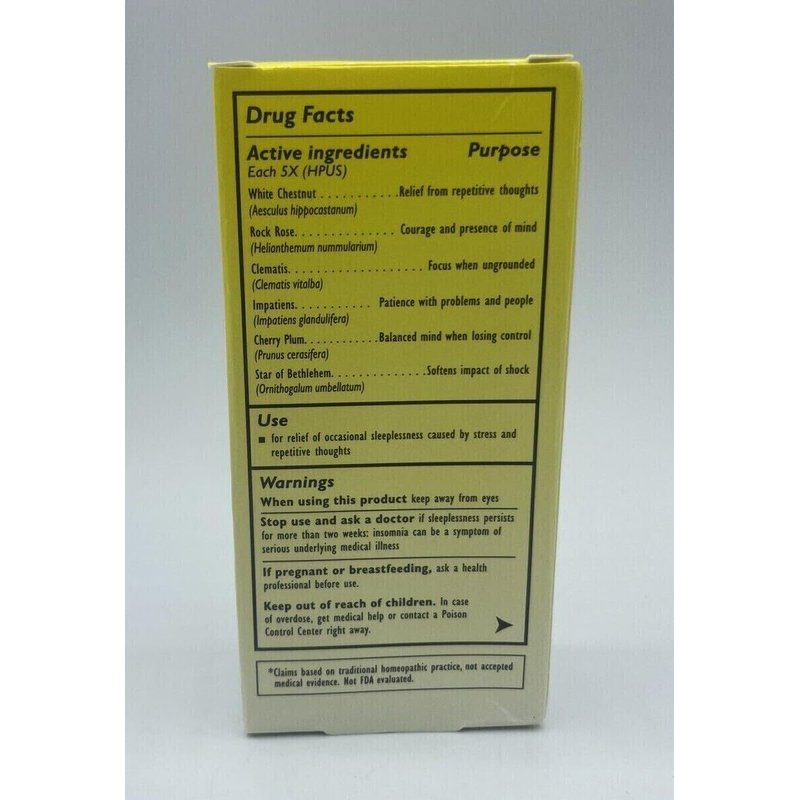 Drug Facts
Active ingredients Purpose
Each 5X (HPUS)
White Chestnut ...........Relief from repetitive thoughts
(Aesculus hippocastanum)
Rock Rose.............. Courage and presence of mind
(Helianthemum nummularium)
Clematis................... Focus when ungrounded
(Clematis vitalba)
Impatiens........... Patience with problems and people
(Impatiens glandulifera)
Cherry Plum...........Balanced mind when losing control
(Prunus cerasifera)
Star of Bethlehem..............Softens impact of shock
(Ornithogalum umbellatum)
Use
■ for relief of occasional sleeplessness caused by stress and
repetitive thoughts
Warnings
When using this product keep away from eyes
Stop use and ask a doctor if sleeplessness persists
for more than two weeks: insomnia can be a symptom of
serious underlying medical illness
If pregnant or breastfeeding, ask a health
professional before use.
Keep out of reach of children. In case
of overdose, get medical help or contact a Poison
Control Center right away.
*Claims based on traditional homeopathic practice, not accepted
medical evidence. Not FDA evaluated.